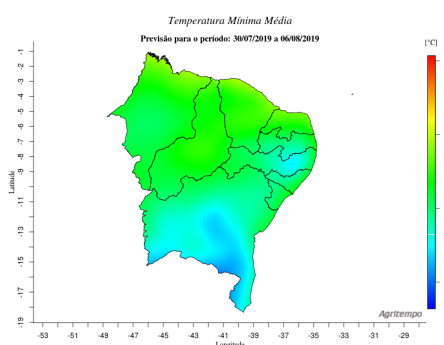 Temperatura Mínima Média
Previsão para o período: 30/07/2019 a 06/08/2019
[°C]
-1
-2
-3
-4
-5
-6
-7
-8
-9
-11
-13
-15
-17
-19
Latitude
-53 -51 -49 -47 -45 -43 -41 -39 -37 -35 -33 -31 -29
Longitude
Agritempo